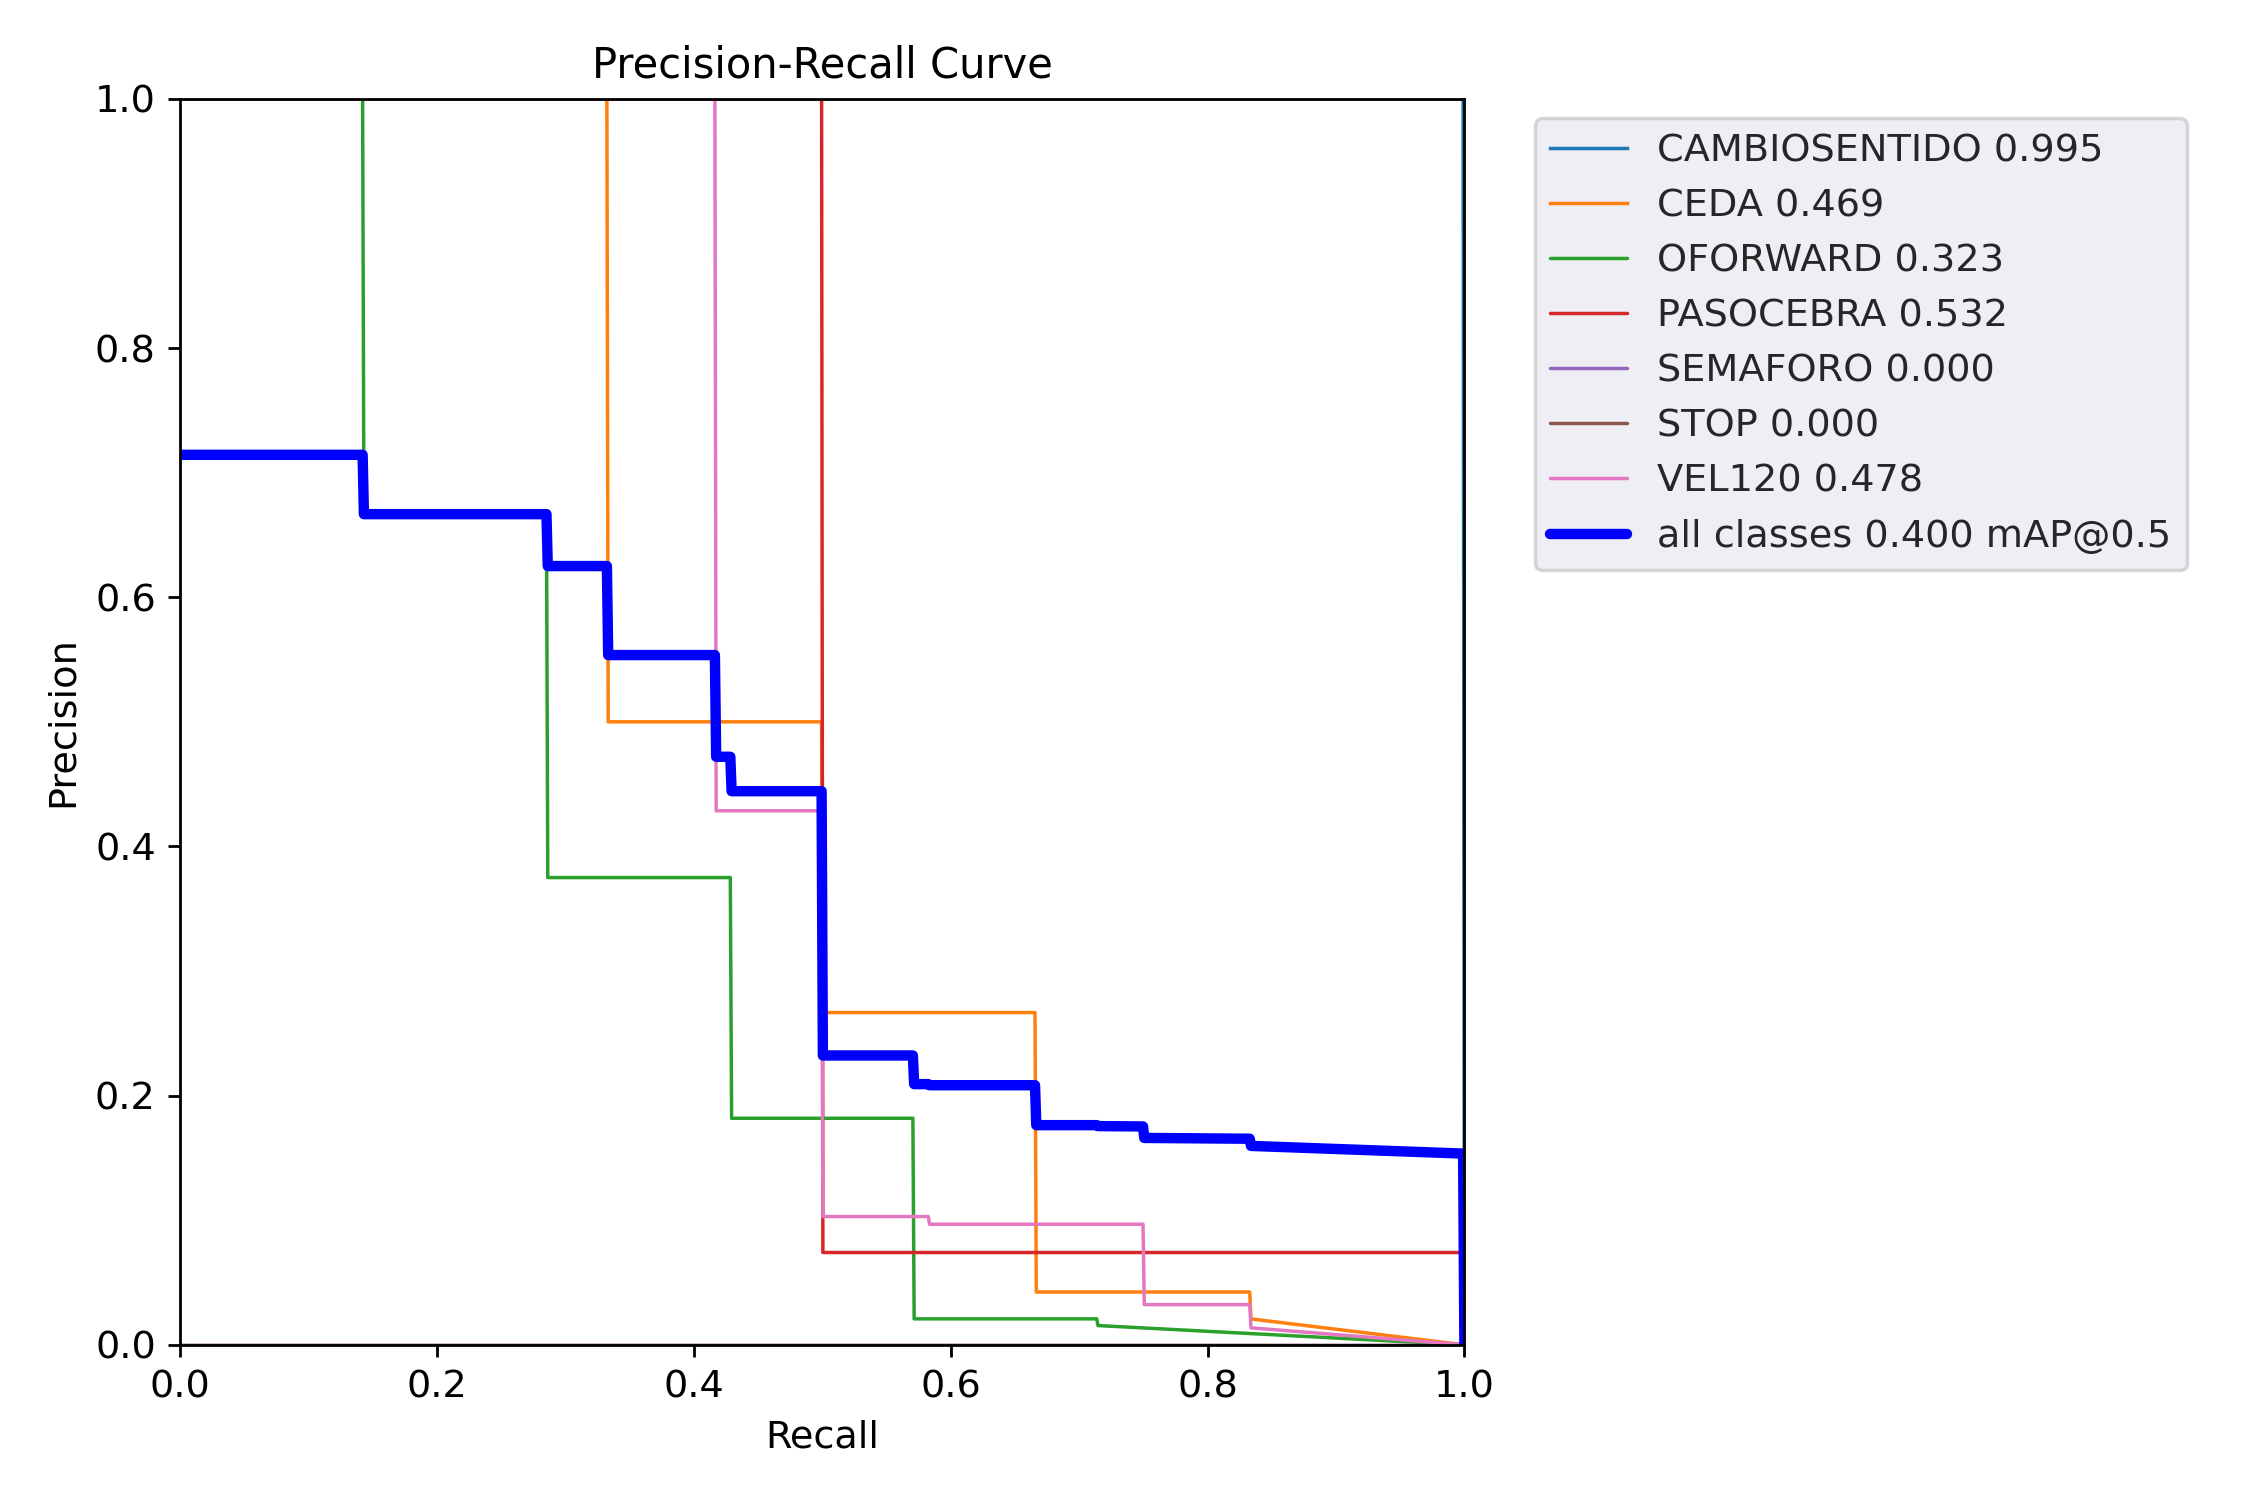 Precision-Recall Curve
1.0
0.8
0.6
0.4
0.2
0.0
Precision
0.0 0.2 0.4 0.6 0.8 1.0
Recall
CAMBIOSENTIDO 0.995
CEDA 0.469
OFORWARD 0.323
PASOCEBRA 0.532
SEMAFORO 0.000
STOP 0.000
VEL120 0.478
all classes 0.400 mAP@0.5